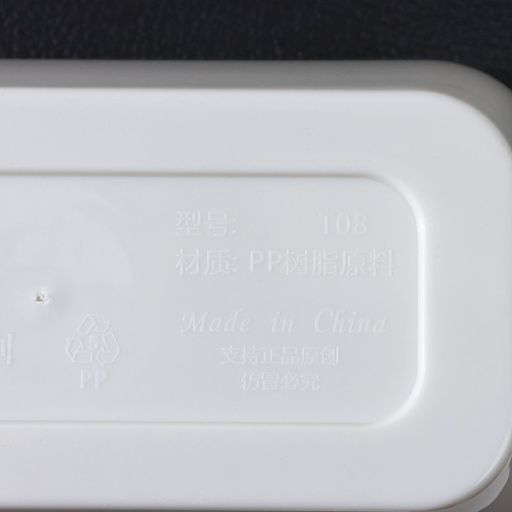 型号: 108
材质: PP树脂原料
Made in China
支持正品原创
仿冒必究
5
PP